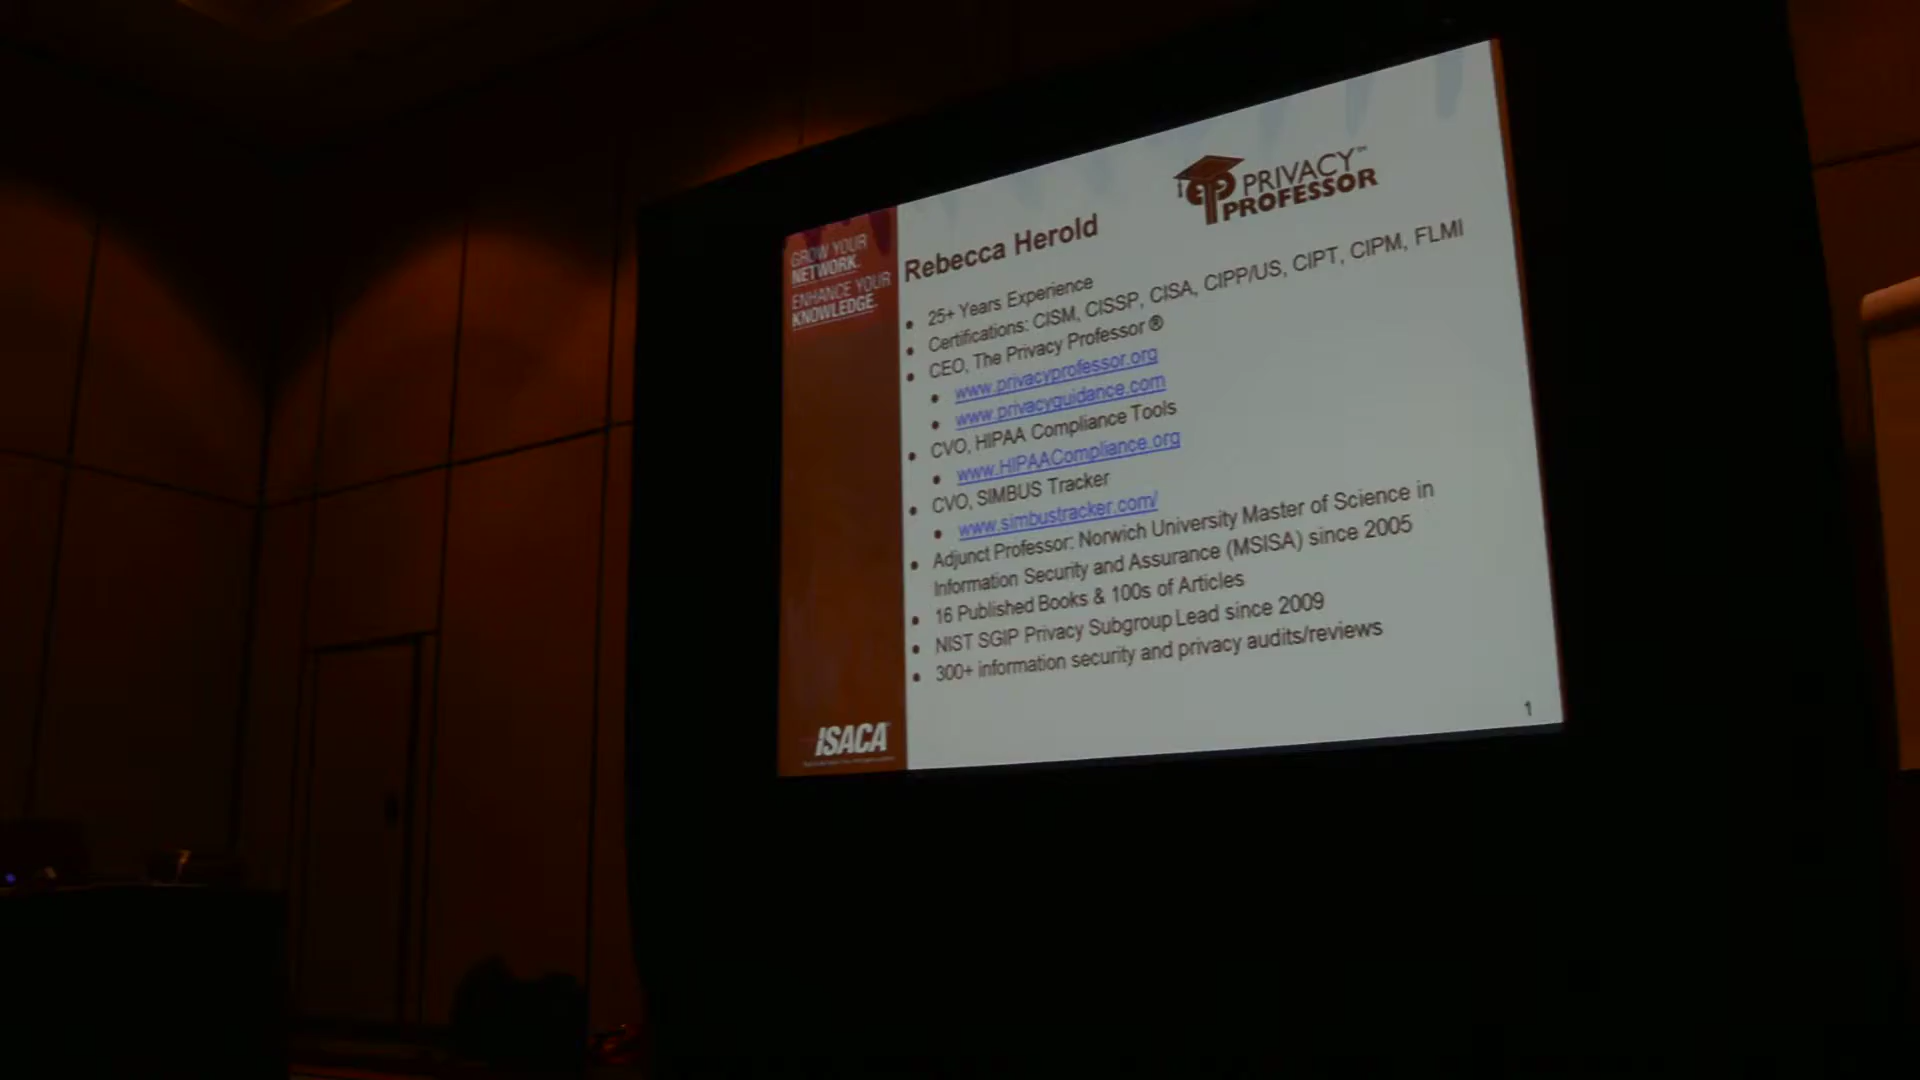 PRIVACY™
PROFESSOR
GROW YOUR
NETWORK.
ENHANCE YOUR
KNOWLEDGE.
Rebecca Herold
• 25+ Years Experience
• Certifications: CISM, CISSP, CISA, CIPP/US, CIPT, CIPM, FLMI
• CEO, The Privacy Professor ®
• www.privacyprofessor.org
• www.privacyguidance.com
• CVO, HIPAA Compliance Tools
• www.HIPAACompliance.org
• CVO, SIMBUS Tracker
• www.simbustracker.com/
• Adjunct Professor: Norwich University Master of Science in
Information Security and Assurance (MSISA) since 2005
• 16 Published Books & 100s of Articles
• NIST SGIP Privacy Subgroup Lead since 2009
• 300+ information security and privacy audits/reviews
ISACA
1